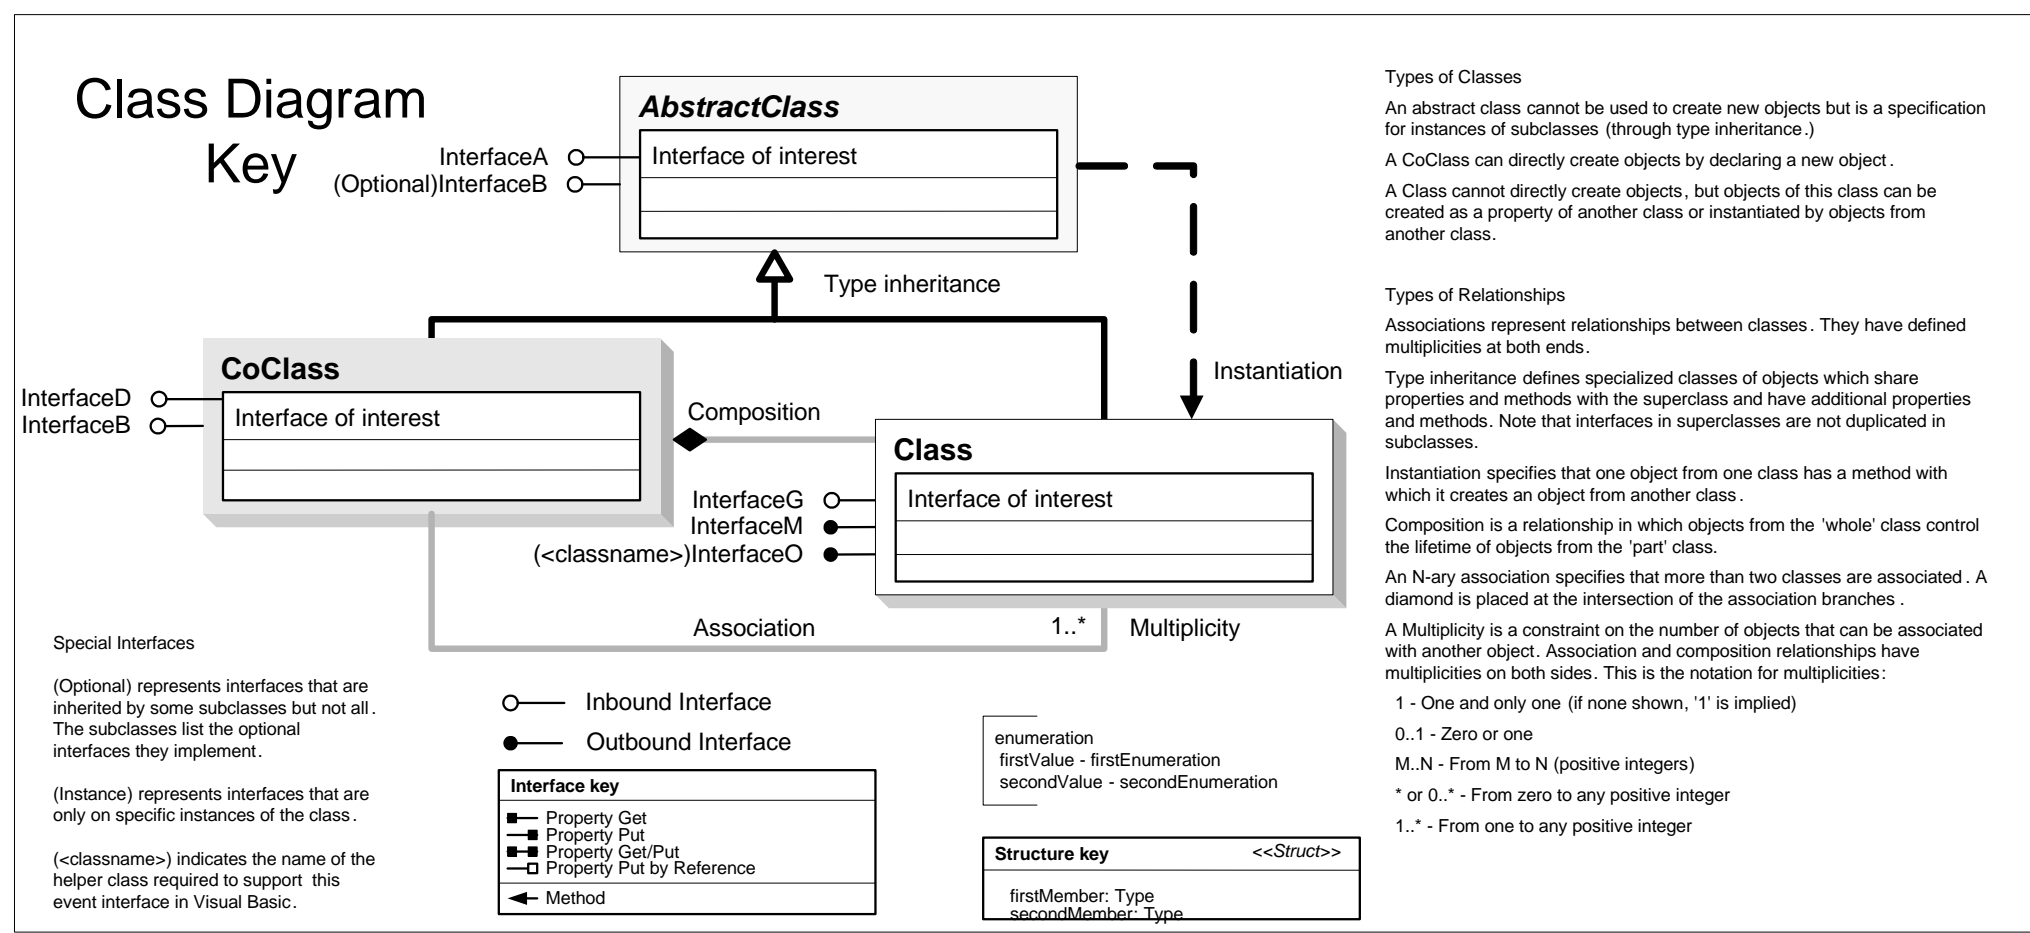 Class Diagram
Key
AbstractClass
Interface of interest
InterfaceA
(Optional)InterfaceB
Type inheritance
Instantiation
CoClass
Interface of interest
InterfaceD
InterfaceB
Composition
Class
Interface of interest
InterfaceG
InterfaceM
(<classname>)InterfaceO
Association
1..*
Multiplicity
Special Interfaces
(Optional) represents interfaces that are
inherited by some subclasses but not all.
The subclasses list the optional
interfaces they implement.
(Instance) represents interfaces that are
only on specific instances of the class.
(<classname>) indicates the name of the
helper class required to support this
event interface in Visual Basic.
Inbound Interface
Outbound Interface
Interface key
Property Get
Property Put
Property Get/Put
Property Put by Reference
Method
enumeration
firstValue - firstEnumeration
secondValue - secondEnumeration
Structure key <<Struct>>
firstMember: Type
secondMember: Type
Types of Classes
An abstract class cannot be used to create new objects but is a specification
for instances of subclasses (through type inheritance.)
A CoClass can directly create objects by declaring a new object.
A Class cannot directly create objects, but objects of this class can be
created as a property of another class or instantiated by objects from
another class.
Types of Relationships
Associations represent relationships between classes. They have defined
multiplicities at both ends.
Type inheritance defines specialized classes of objects which share
properties and methods with the superclass and have additional properties
and methods. Note that interfaces in superclasses are not duplicated in
subclasses.
Instantiation specifies that one object from one class has a method with
which it creates an object from another class.
Composition is a relationship in which objects from the 'whole' class control
the lifetime of objects from the 'part' class.
An N-ary association specifies that more than two classes are associated. A
diamond is placed at the intersection of the association branches.
A Multiplicity is a constraint on the number of objects that can be associated
with another object. Association and composition relationships have
multiplicities on both sides. This is the notation for multiplicities:
1 - One and only one (if none shown, '1' is implied)
0..1 - Zero or one
M..N - From M to N (positive integers)
* or 0..* - From zero to any positive integer
1..* - From one to any positive integer